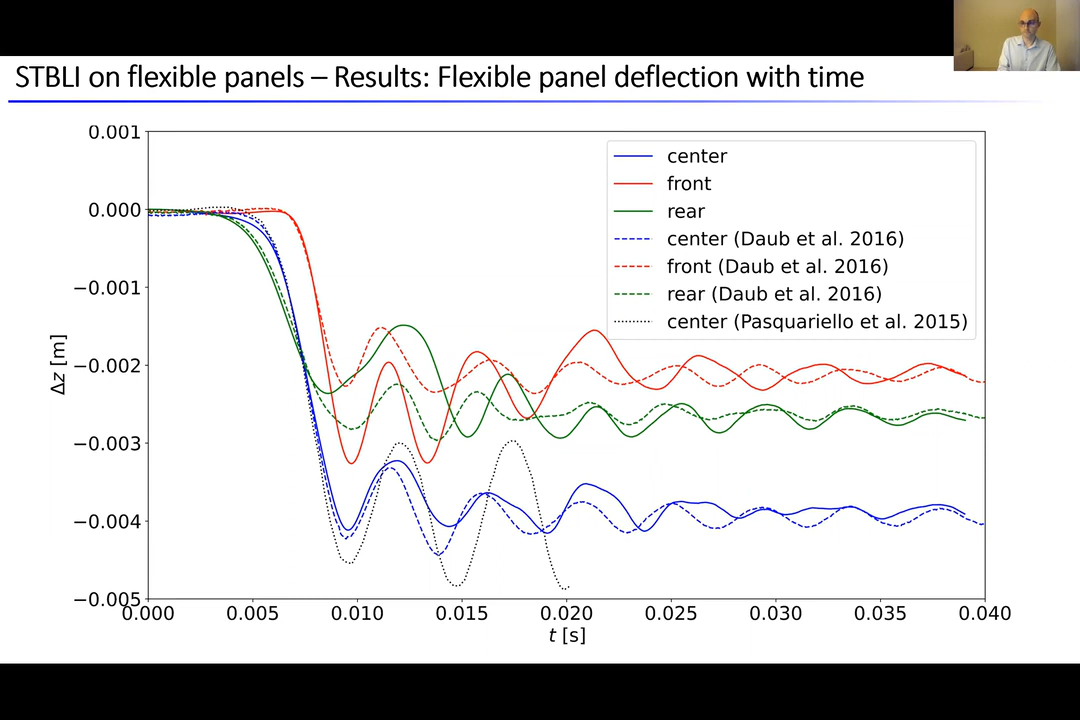 STBLI on flexible panels – Results: Flexible panel deflection with time
0.001
0.000
−0.001
−0.002
−0.003
−0.004
−0.005
Δz [m]
center
front
rear
center (Daub et al. 2016)
front (Daub et al. 2016)
rear (Daub et al. 2016)
center (Pasquariello et al. 2015)
0.000 0.005 0.010 0.015 0.020 0.025 0.030 0.035 0.040
t [s]